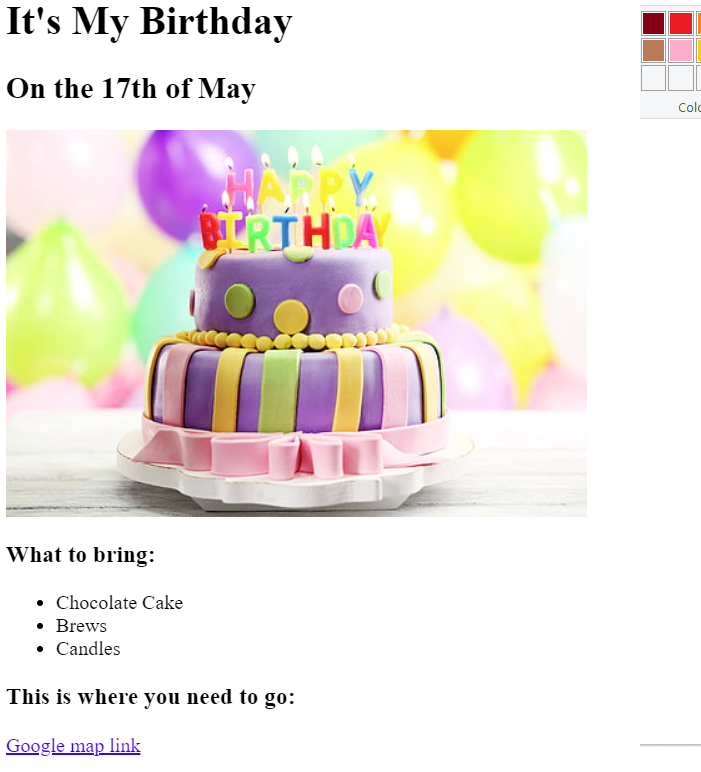 It's My Birthday
On the 17th of May
HAPPY
BIRTHDAY
What to bring:
Chocolate Cake
Brews
Candles
This is where you need to go:
Google map link